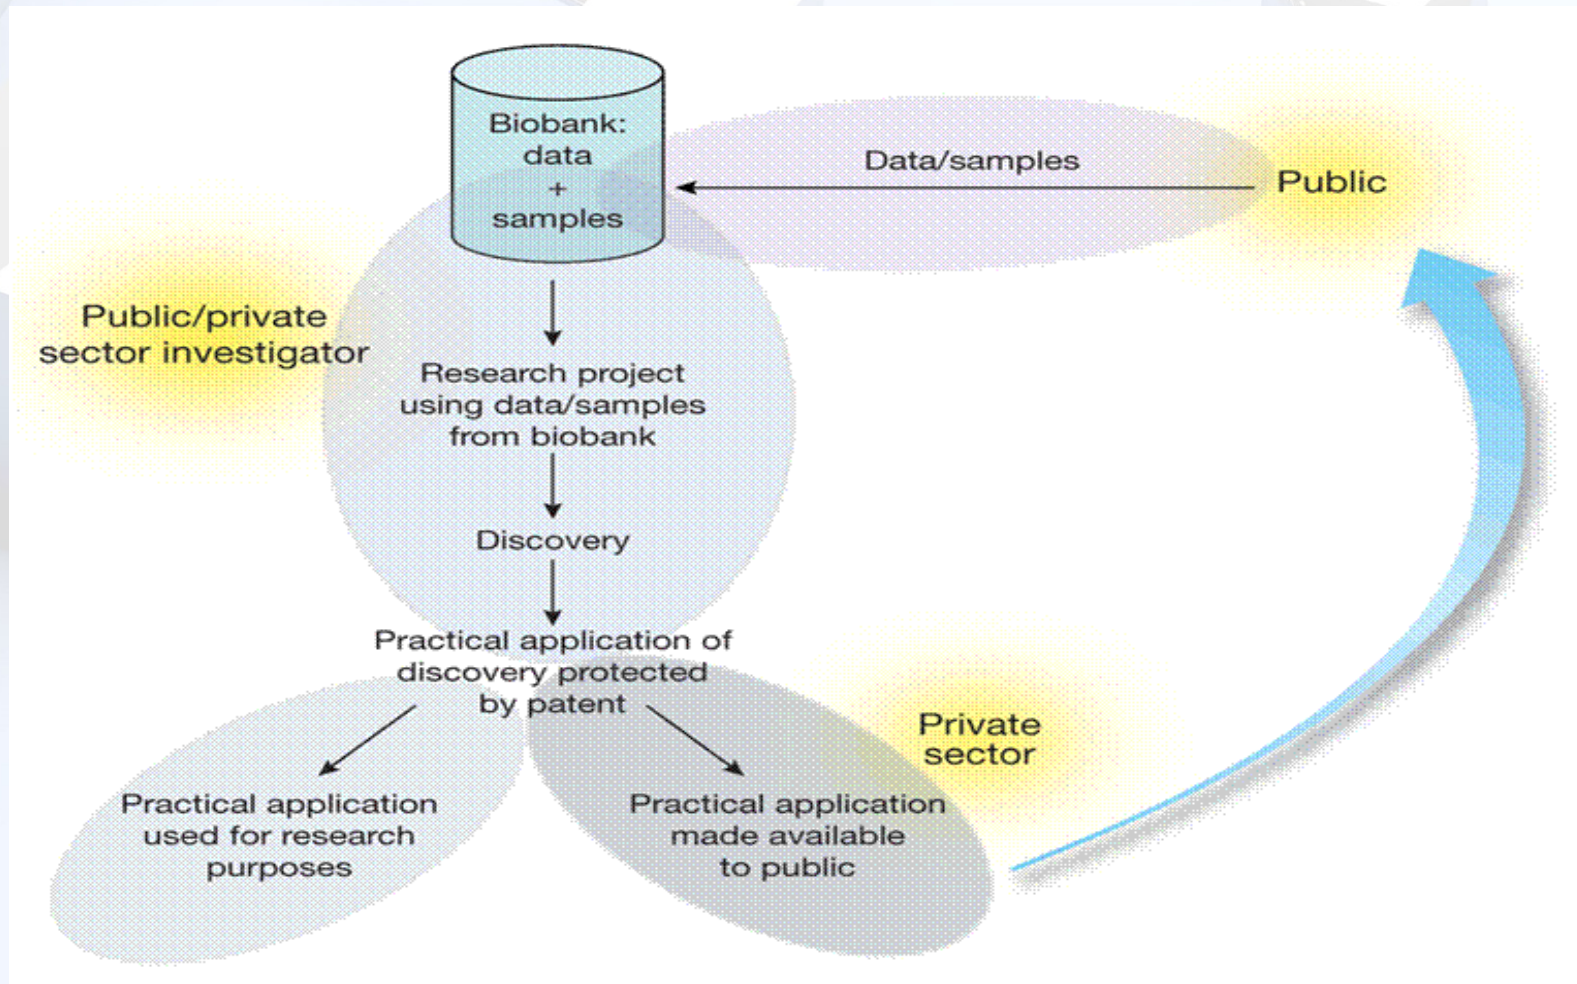 Biobank:
data
+
samples
Data/samples
Public
Public/private
sector investigator
Research project
using data/samples
from biobank
Discovery
Practical application of
discovery protected
by patent
Private
sector
Practical application
used for research
purposes
Practical application
made available
to public